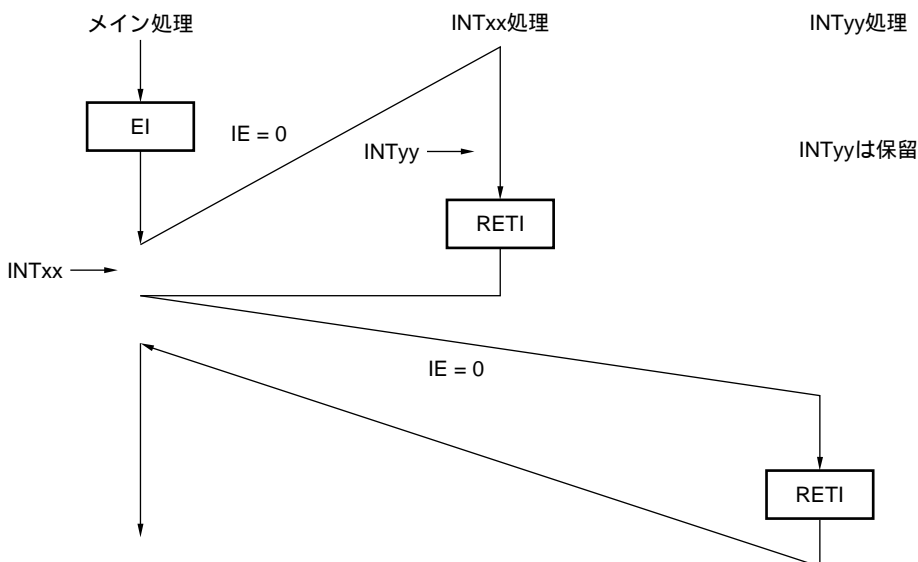 メイン処理
INTxx処理
INTyy処理
EI
IE = 0
INTyy
INTyyは保留
RETI
INTxx
IE = 0
RETI